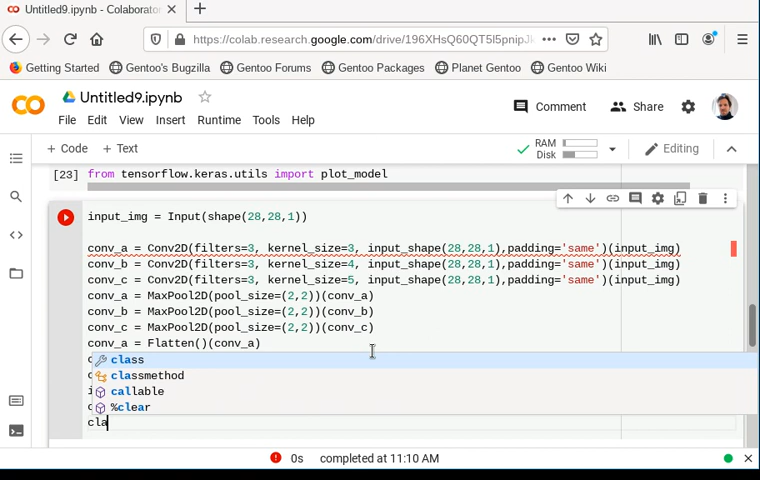 Untitled9.ipynb - Colabora
https://colab.research.google.com/drive/196XHsQ60QT5l5pnipJ
Getting Started Gentoo's Bugzilla Gentoo Forums Gentoo Packages Planet Gentoo Gentoo Wiki
Untitled9.ipynb
Comment Share
File Edit View Insert Runtime Tools Help
+ Code + Text
RAM
Disk
Editing
[23] from tensorflow.keras.utils import plot_model
input_img = Input(shape(28,28,1))
conv_a = Conv2D(filters=3, kernel_size=3, input_shape(28,28,1),padding='same')(input_img)
conv_b = Conv2D(filters=3, kernel_size=4, input_shape(28,28,1),padding='same')(input_img)
conv_c = Conv2D(filters=3, kernel_size=5, input_shape(28,28,1),padding='same')(input_img)
conv_a = MaxPool2D(pool_size=(2,2))(conv_a)
conv_b = MaxPool2D(pool_size=(2,2))(conv_b)
conv_c = MaxPool2D(pool_size=(2,2))(conv_c)
conv_a = Flatten()(conv_a)
class
classmethod
callable
%clear
cla
0s completed at 11:10 AM